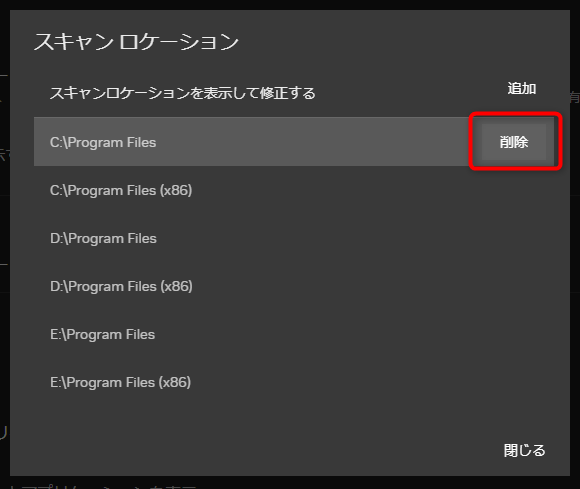 スキャン ロケーション
スキャンロケーションを表示して修正する
追加
C:\Program Files
削除
C:\Program Files (x86)
D:\Program Files
D:\Program Files (x86)
E:\Program Files
E:\Program Files (x86)
閉じる